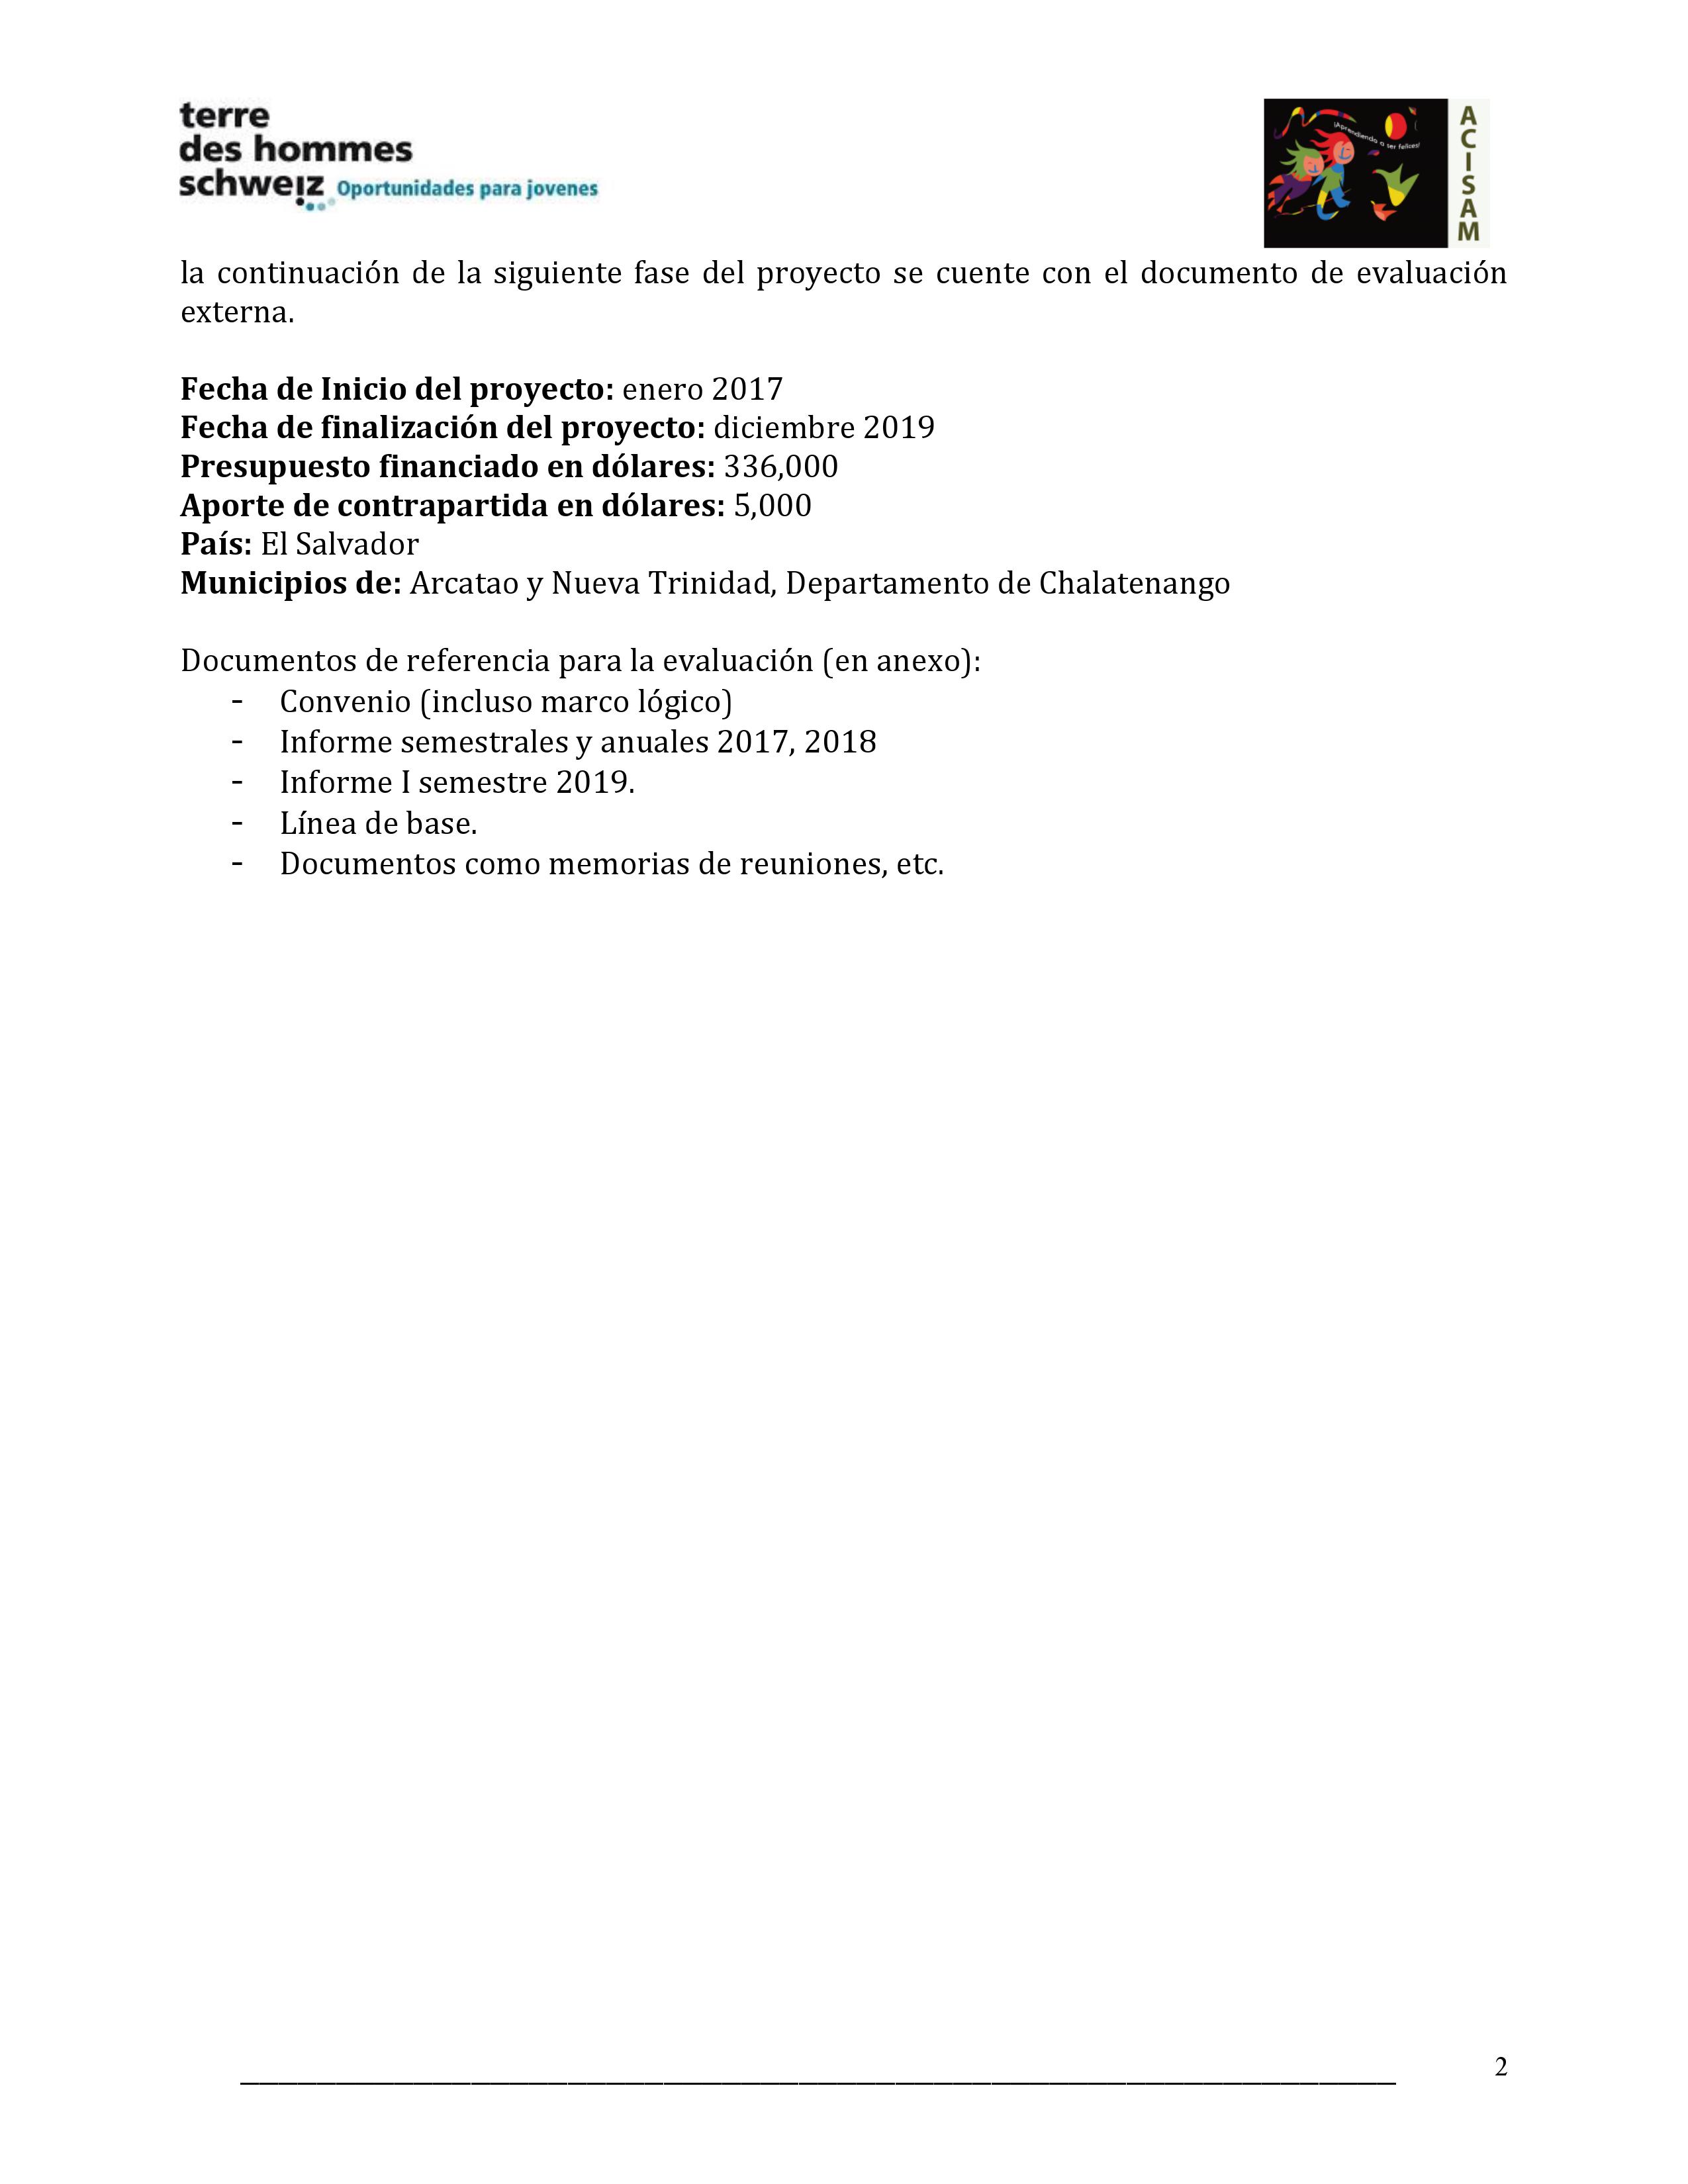 terre
des hommes
schweiz Oportunidades para jovenes
¡Aprendiendo a ser felices!
ACISAM
la continuación de la siguiente fase del proyecto se cuente con el documento de evaluación
externa.
Fecha de Inicio del proyecto: enero 2017
Fecha de finalización del proyecto: diciembre 2019
Presupuesto financiado en dólares: 336,000
Aporte de contrapartida en dólares: 5,000
País: El Salvador
Municipios de: Arcatao y Nueva Trinidad, Departamento de Chalatenango
Documentos de referencia para la evaluación (en anexo):
- Convenio (incluso marco lógico)
- Informe semestrales y anuales 2017, 2018
- Informe I semestre 2019.
- Línea de base.
- Documentos como memorias de reuniones, etc.
2